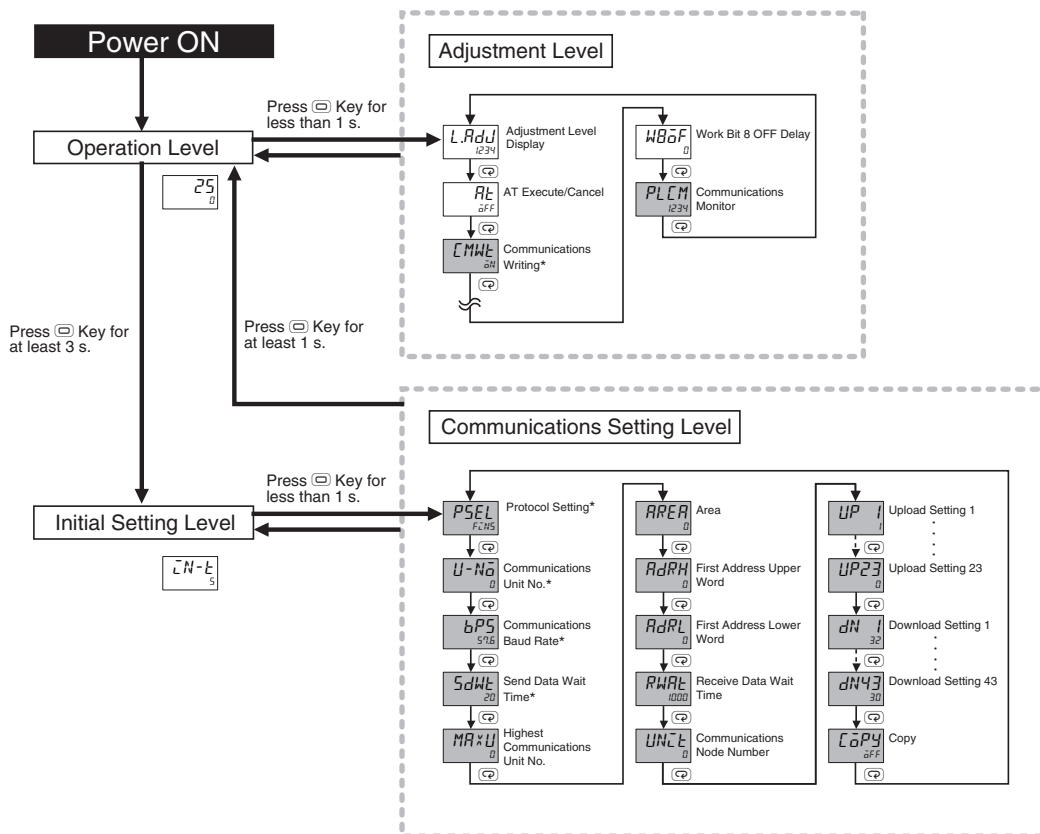 Power ON
Operation Level
25
0
Press Key for
less than 1 s.
Press Key for
at least 3 s.
Press Key for
at least 1 s.
Initial Setting Level
IN-t
5
Press Key for
less than 1 s.
Adjustment Level
L.AdJ
1234
Adjustment Level
Display
At
OFF
AT Execute/Cancel
CMWt
ON
Communications
Writing*
W8OF
0
Work Bit 8 OFF Delay
PLCM
1234
Communications
Monitor
Communications Setting Level
PSEL
FINS
Protocol Setting*
U-NO
0
Communications
Unit No.*
bPS
57.6
Communications
Baud Rate*
SdWt
20
Send Data Wait
Time*
MAXU
0
Highest
Communications
Unit No.
AREA
0
Area
AdRH
0
First Address Upper
Word
AdRL
0
First Address Lower
Word
RWAt
1000
Receive Data Wait
Time
UNIt
0
Communications
Node Number
UP 1
1
Upload Setting 1
UP23
0
Upload Setting 23
dN 1
32
Download Setting 1
dN43
30
Download Setting 43
COPY
OFF
Copy